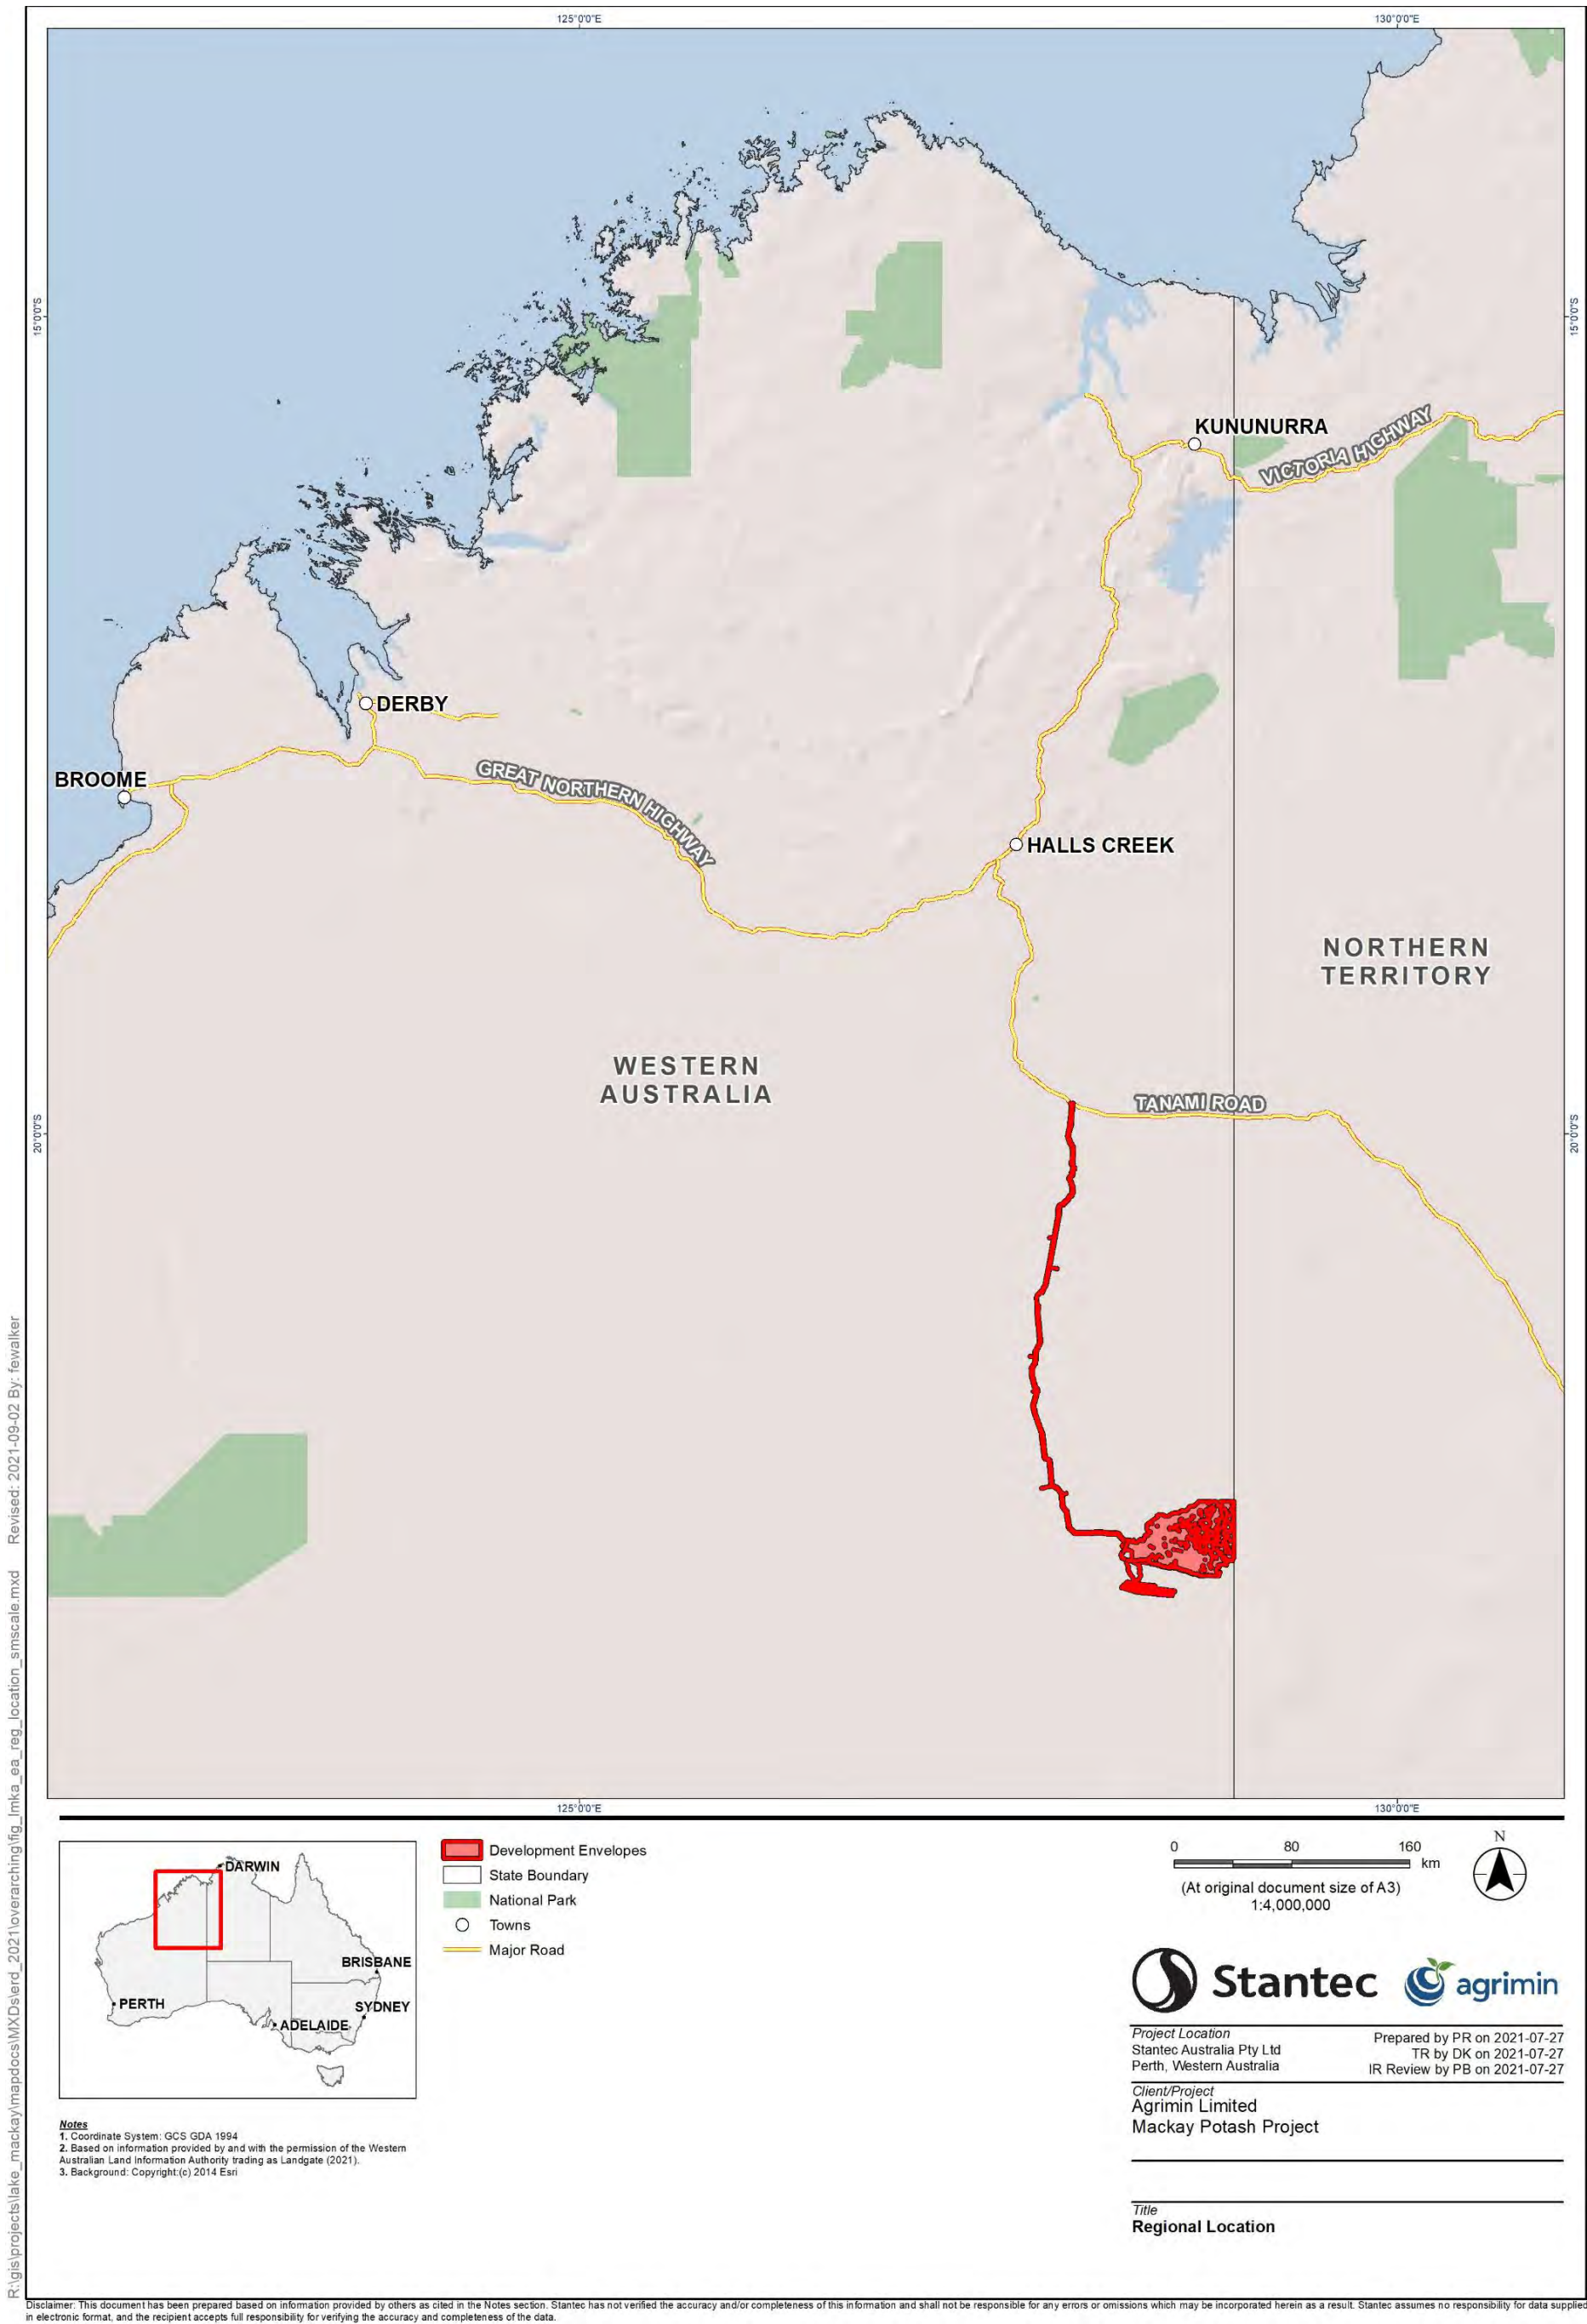 125°0'0"E
130°0'0"E
15°0'0"S
15°0'0"S
KUNUNURRA
VICTORIA HIGHWAY
DERBY
BROOME
GREAT NORTHERN HIGHWAY
HALLS CREEK
NORTHERN
TERRITORY
WESTERN
AUSTRALIA
TANAMI ROAD
20°0'0"S
20°0'0"S
125°0'0"E
130°0'0"E
R:\gis\projects\lake_mackay\mapdocs\MXDs\erd_2021\overarching\fig_lmka_ea_reg_location_smscale.mxd Revised: 2021-09-02 By: fewalker
DARWIN
BRISBANE
PERTH
SYDNEY
ADELAIDE
Development Envelopes
State Boundary
National Park
Towns
Major Road
0 80 160
km
(At original document size of A3)
1:4,000,000
N
Stantec
agrimin
Project Location
Stantec Australia Pty Ltd
Perth, Western Australia
Prepared by PR on 2021-07-27
TR by DK on 2021-07-27
IR Review by PB on 2021-07-27
Client/Project
Agrimin Limited
Mackay Potash Project
Title
Regional Location
Notes
1. Coordinate System: GCS GDA 1994
2. Based on information provided by and with the permission of the Western
Australian Land Information Authority trading as Landgate (2021).
3. Background: Copyright:(c) 2014 Esri
Disclaimer: This document has been prepared based on information provided by others as cited in the Notes section. Stantec has not verified the accuracy and/or completeness of this information and shall not be responsible for any errors or omissions which may be incorporated herein as a result. Stantec assumes no responsibility for data supplied
in electronic format, and the recipient accepts full responsibility for verifying the accuracy and completeness of the data.